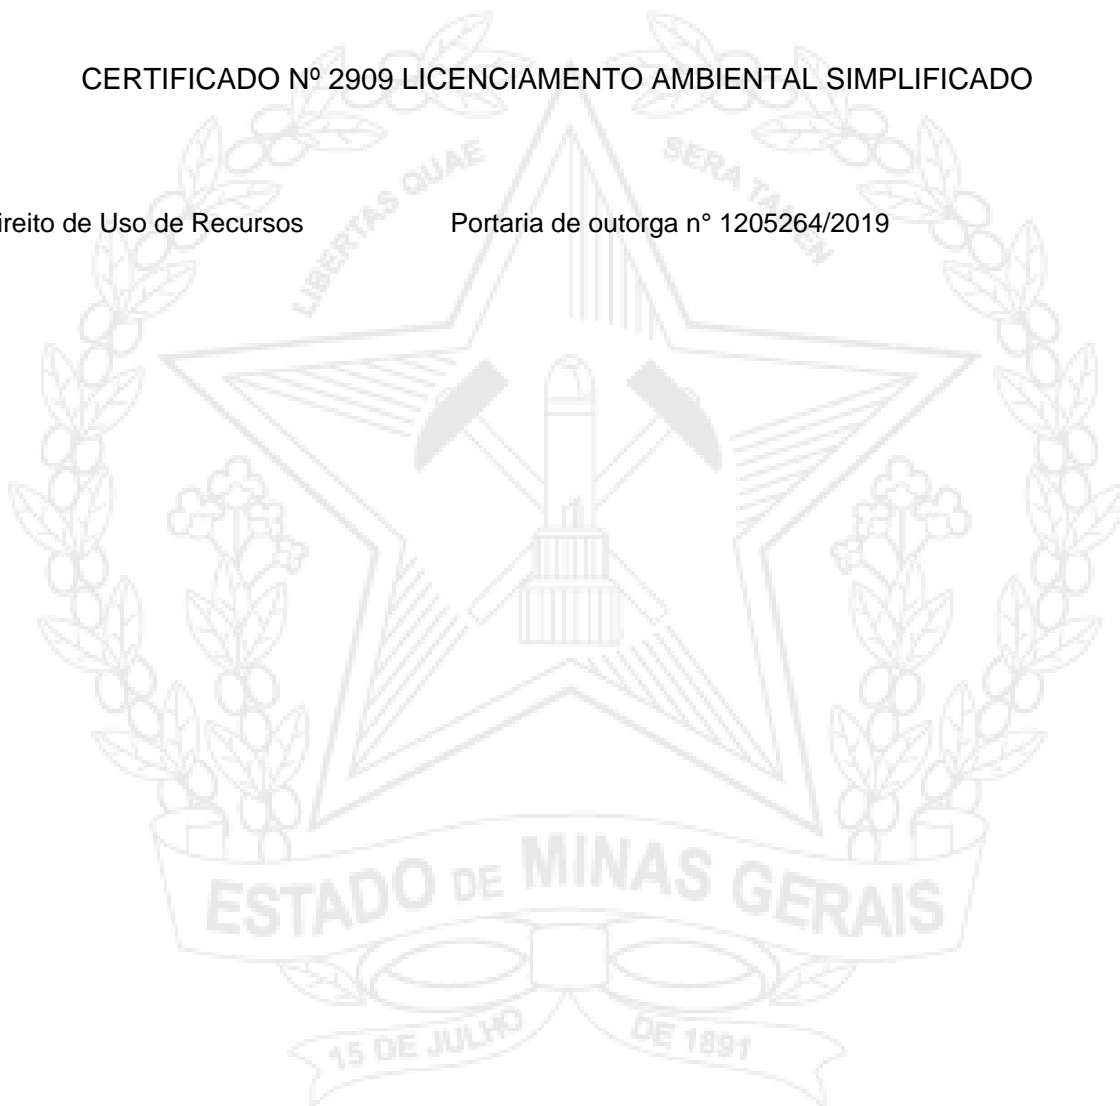 CERTIFICADO Nº 2909 LICENCIAMENTO AMBIENTAL SIMPLIFICADO
LIBERTAS QUAE SERA TAMEN
ireito de Uso de Recursos Portaria de outorga n° 1205264/2019
ESTADO DE MINAS GERAIS
15 DE JULHO DE 1891